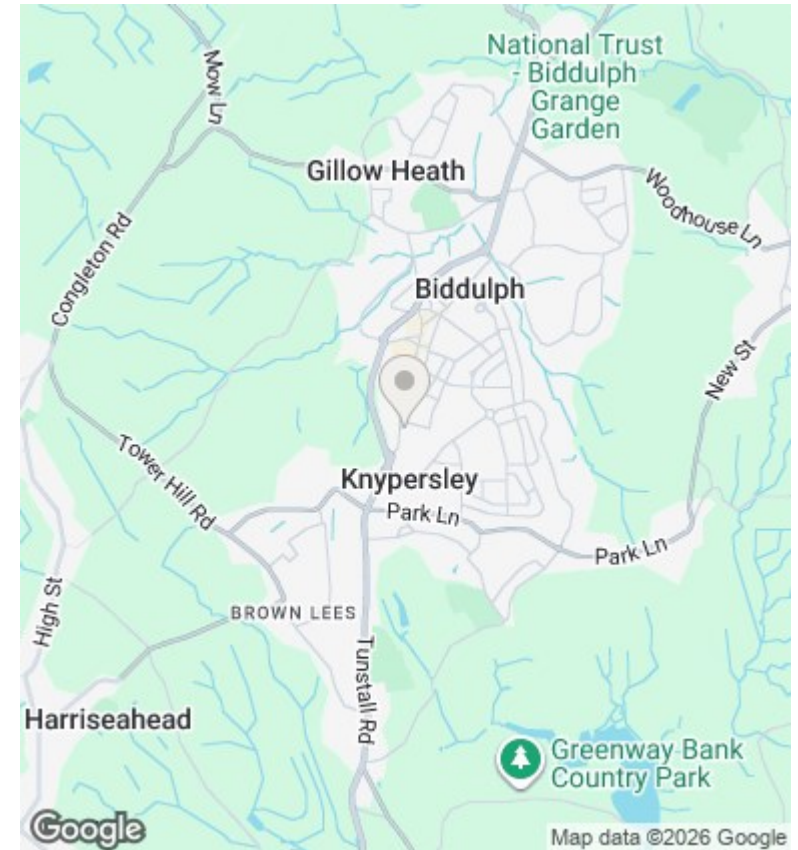 National Trust
- Biddulph
Grange
Garden
Mow Ln
Gillow Heath
Woodhouse Ln
Congleton Rd
Biddulph
New St
Tower Hill Rd
Knypersley
Park Ln
Park Ln
High St
BROWN LEES
Tunstall Rd
Harriseahead
Greenway Bank
Country Park
Google
Map data ©2026 Google